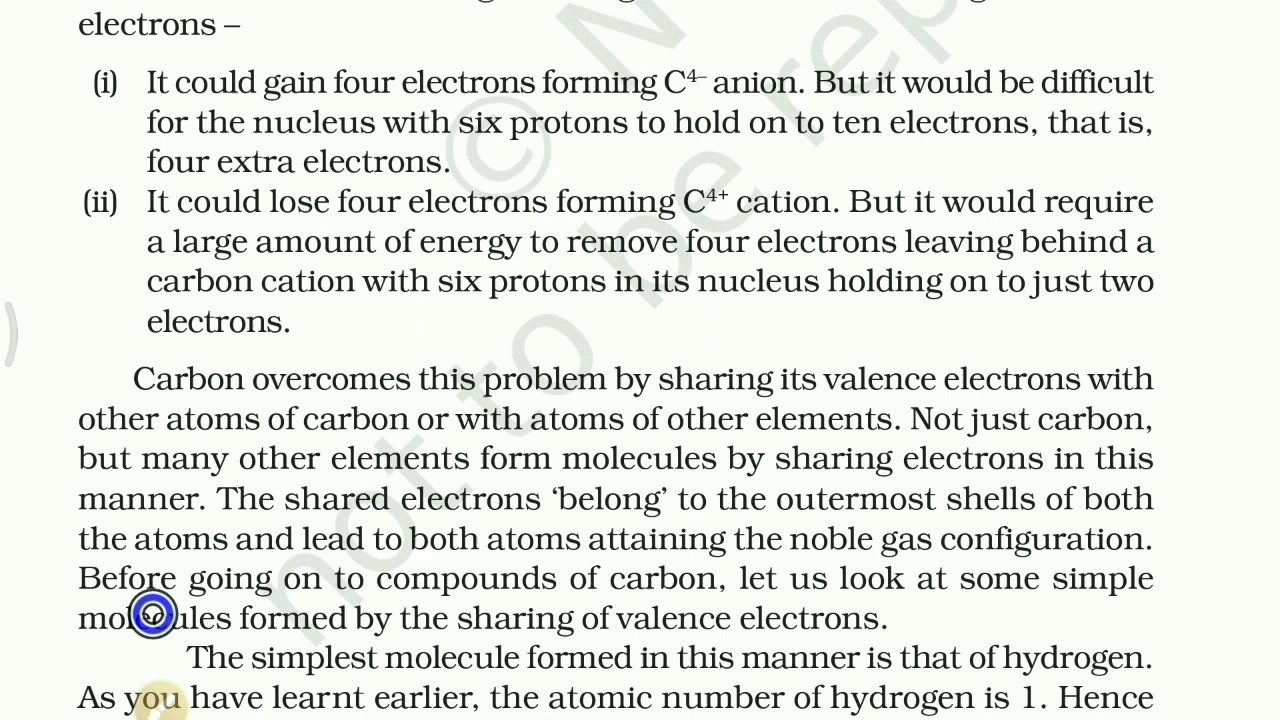 electrons –
(i) It could gain four electrons forming C⁴⁻ anion. But it would be difficult
for the nucleus with six protons to hold on to ten electrons, that is,
four extra electrons.
(ii) It could lose four electrons forming C⁴⁺ cation. But it would require
a large amount of energy to remove four electrons leaving behind a
carbon cation with six protons in its nucleus holding on to just two
electrons.
Carbon overcomes this problem by sharing its valence electrons with
other atoms of carbon or with atoms of other elements. Not just carbon,
but many other elements form molecules by sharing electrons in this
manner. The shared electrons ‘belong’ to the outermost shells of both
the atoms and lead to both atoms attaining the noble gas configuration.
Before going on to compounds of carbon, let us look at some simple
molecules formed by the sharing of valence electrons.
The simplest molecule formed in this manner is that of hydrogen.
As you have learnt earlier, the atomic number of hydrogen is 1. Hence
© N
not to be rep